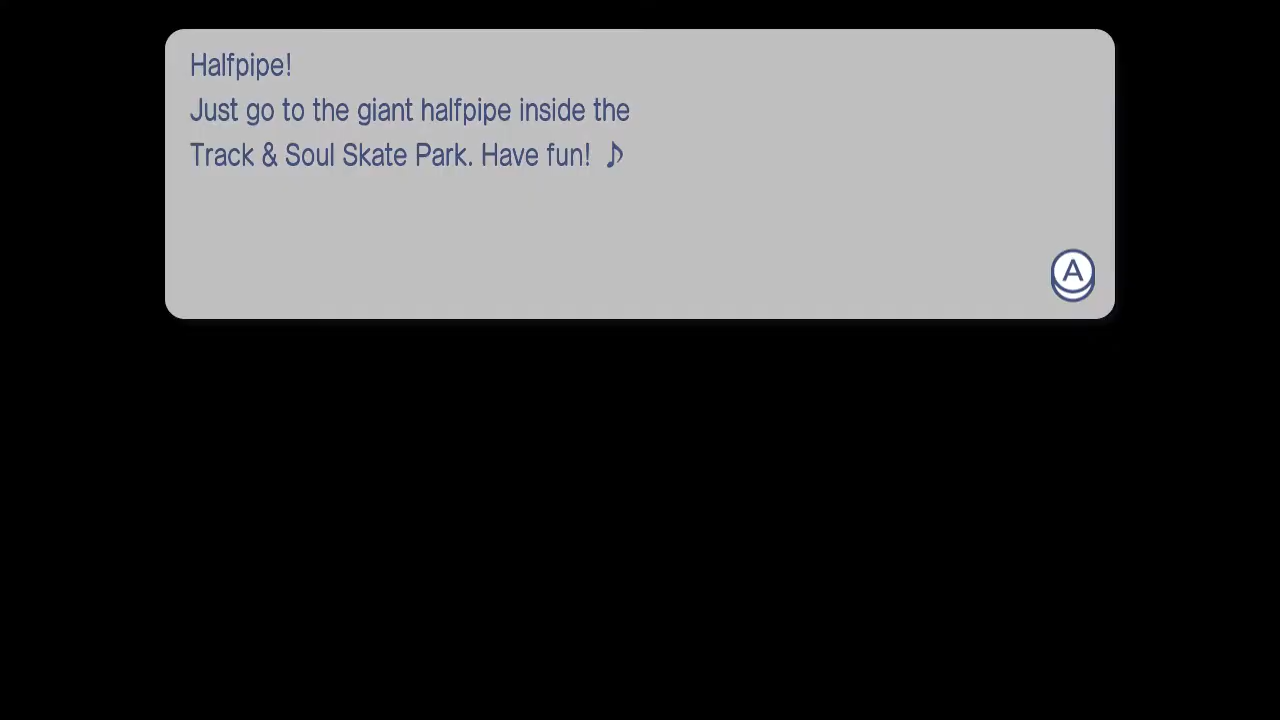 Halfpipe!
Just go to the giant halfpipe inside the
Track & Soul Skate Park. Have fun! ♪
A